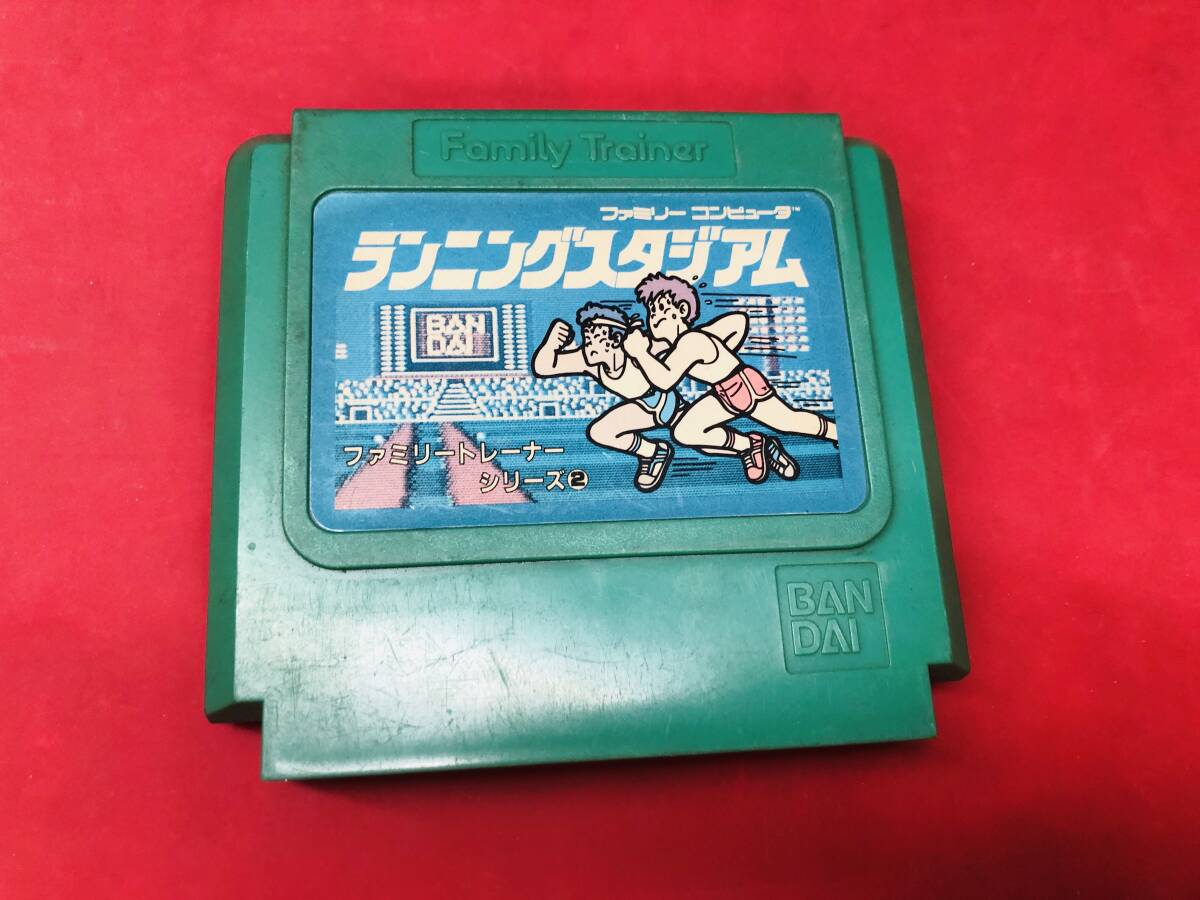 Family Trainer
ファミリー コンピュータ™
ランニングスタジアム
BAN
DAI
ファミリートレーナー
シリーズ②
BAN
DAI